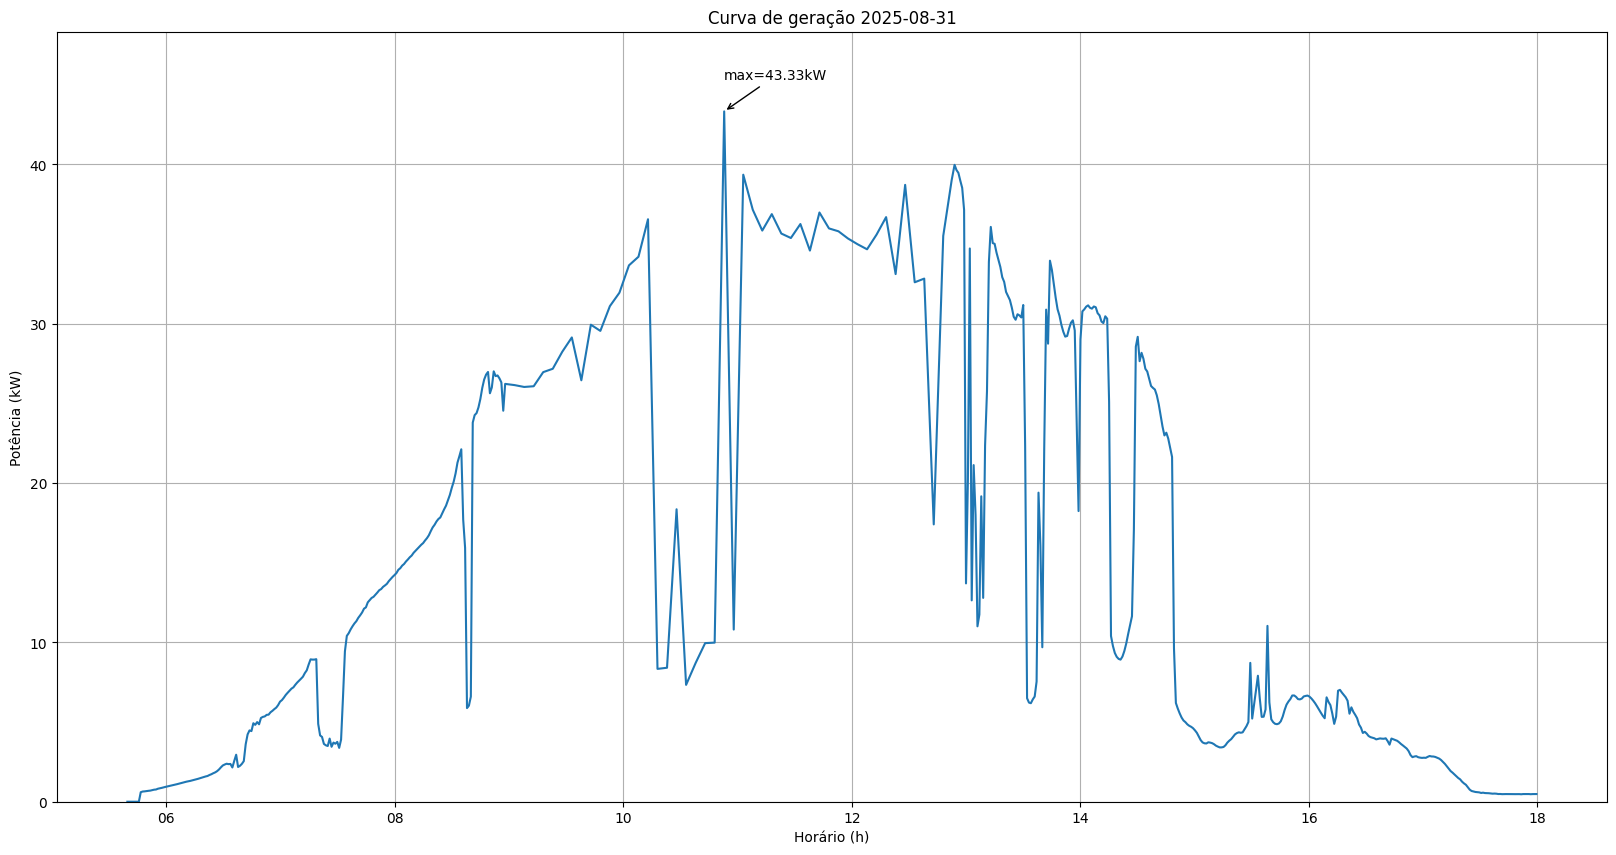 Curva de geração 2025-08-31
max=43.33kW
Potência (kW)
40
30
20
10
0
06 08 10 12 14 16 18
Horário (h)